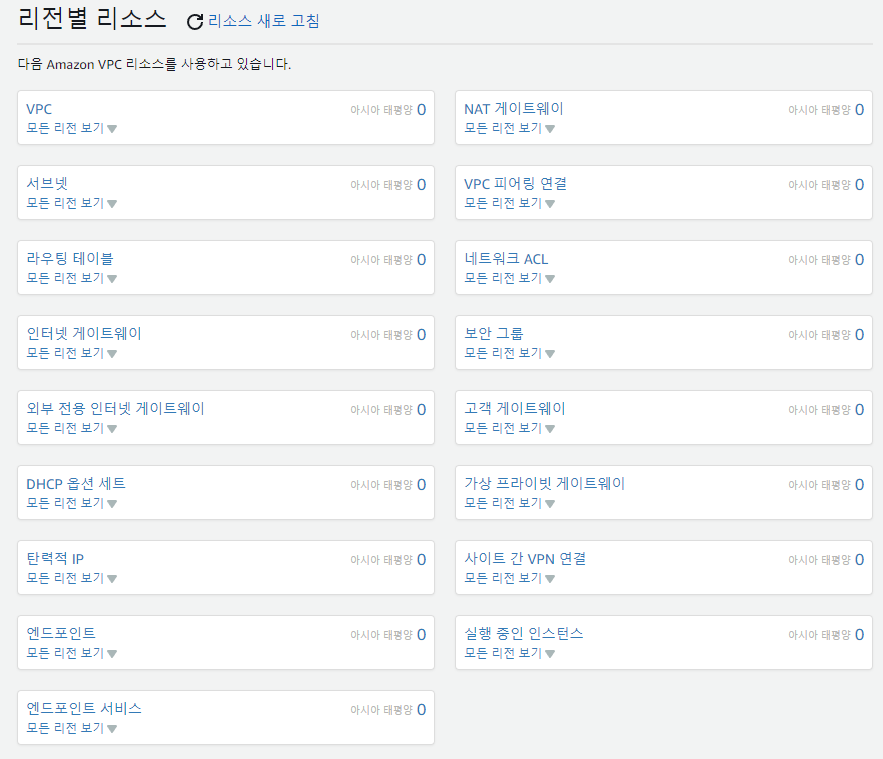 리전별 리소스 리소스 새로 고침
다음 Amazon VPC 리소스를 사용하고 있습니다.
VPC 아시아 태평양 0
모든 리전 보기
NAT 게이트웨이 아시아 태평양 0
모든 리전 보기
서브넷 아시아 태평양 0
모든 리전 보기
VPC 피어링 연결 아시아 태평양 0
모든 리전 보기
라우팅 테이블 아시아 태평양 0
모든 리전 보기
네트워크 ACL 아시아 태평양 0
모든 리전 보기
인터넷 게이트웨이 아시아 태평양 0
모든 리전 보기
보안 그룹 아시아 태평양 0
모든 리전 보기
외부 전용 인터넷 게이트웨이 아시아 태평양 0
모든 리전 보기
고객 게이트웨이 아시아 태평양 0
모든 리전 보기
DHCP 옵션 세트 아시아 태평양 0
모든 리전 보기
가상 프라이빗 게이트웨이 아시아 태평양 0
모든 리전 보기
탄력적 IP 아시아 태평양 0
모든 리전 보기
사이트 간 VPN 연결 아시아 태평양 0
모든 리전 보기
엔드포인트 아시아 태평양 0
모든 리전 보기
실행 중인 인스턴스 아시아 태평양 0
모든 리전 보기
엔드포인트 서비스 아시아 태평양 0
모든 리전 보기